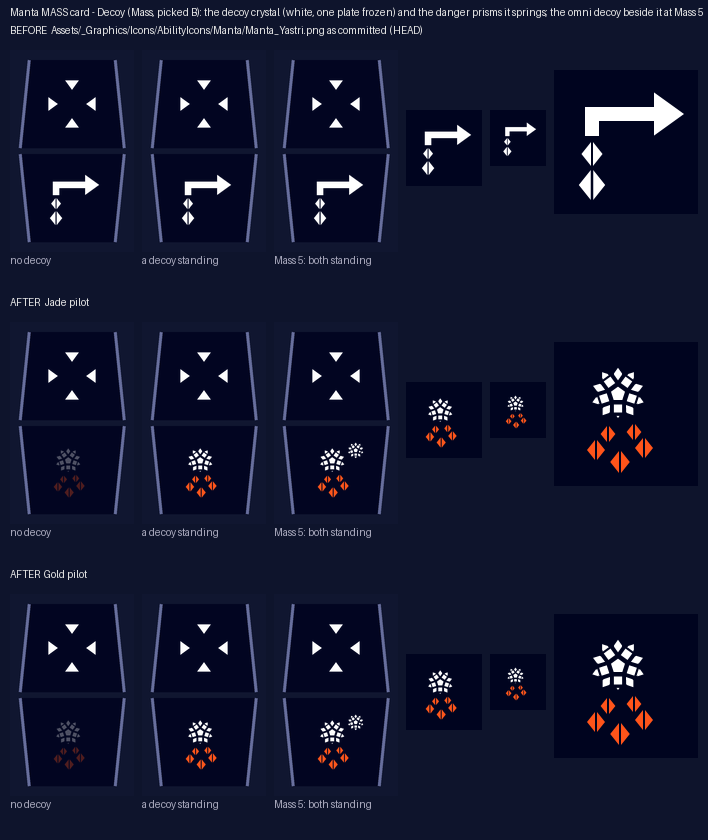 Manta MASS card - Decoy (Mass, picked B): the decoy crystal (white, one plate frozen) and the danger prisms it springs; the omni decoy beside it at Mass 5
BEFORE Assets/_Graphics/Icons/AbilityIcons/Manta/Manta_Yastri.png as committed (HEAD)
no decoy a decoy standing Mass 5: both standing
AFTER Jade pilot
no decoy a decoy standing Mass 5: both standing
AFTER Gold pilot
no decoy a decoy standing Mass 5: both standing